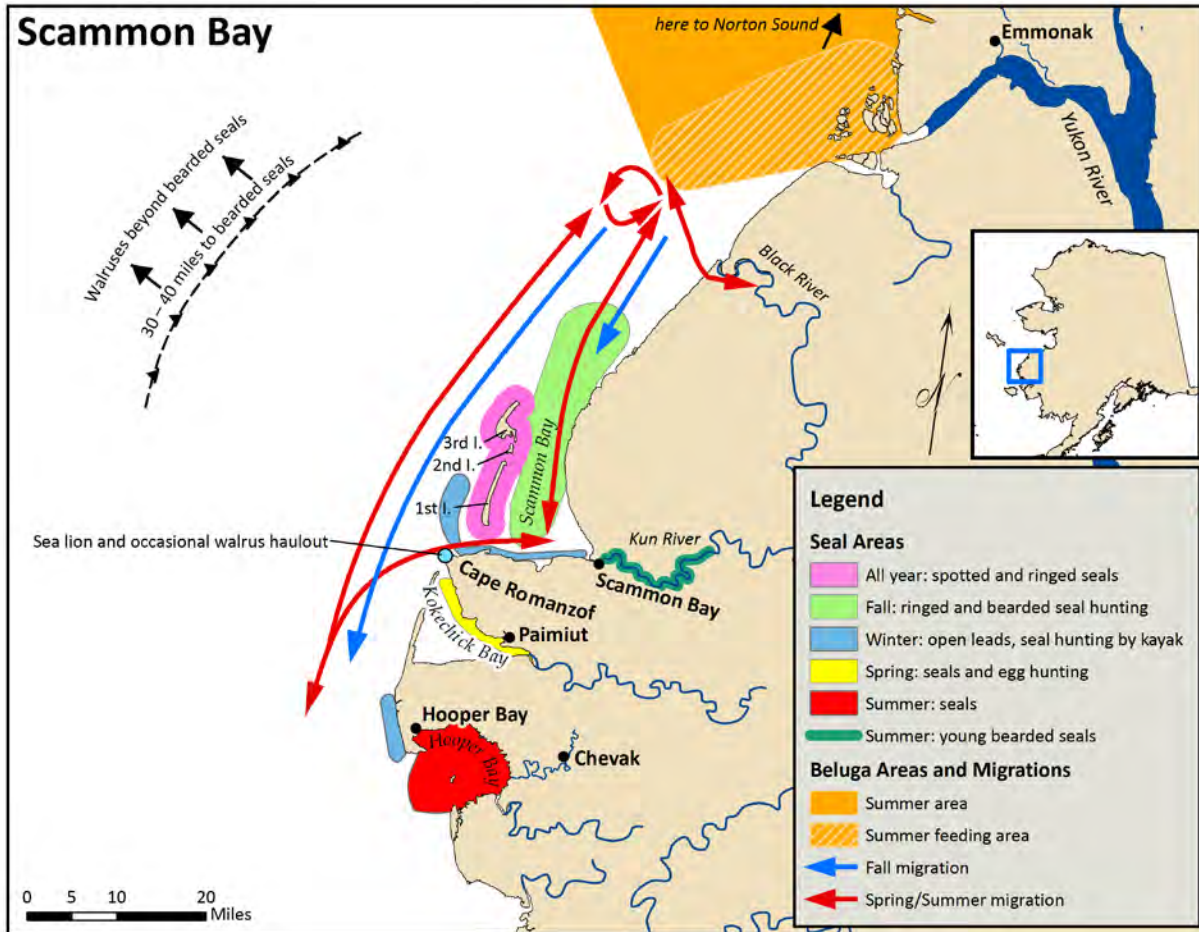 Scammon Bay
here to Norton Sound
Emmonak
Yukon River
Walruses beyond bearded seals
30 – 40 miles to bearded seals
Black River
3rd I.
2nd I.
1st I.
Scammon Bay
Sea lion and occasional walrus haulout
Kun River
Cape Romanzof
Scammon Bay
Kokechick Bay
Paimiut
Hooper Bay
Hooper Bay
Chevak
0 5 10 20
Miles
Legend
Seal Areas
All year: spotted and ringed seals
Fall: ringed and bearded seal hunting
Winter: open leads, seal hunting by kayak
Spring: seals and egg hunting
Summer: seals
Summer: young bearded seals
Beluga Areas and Migrations
Summer area
Summer feeding area
Fall migration
Spring/Summer migration